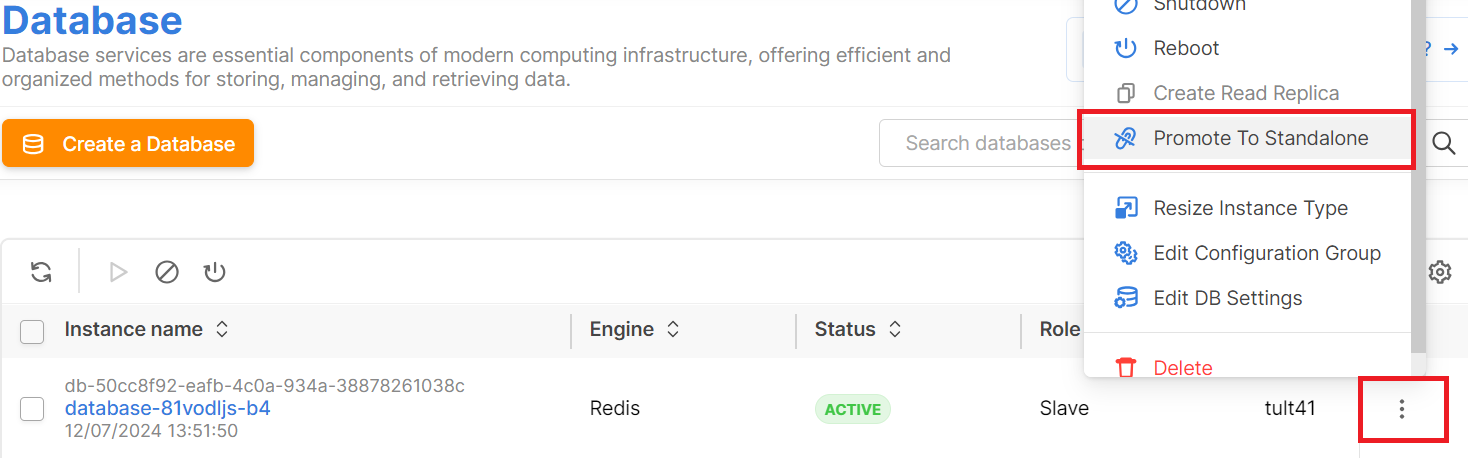 Database
Database services are essential components of modern computing infrastructure, offering efficient and
organized methods for storing, managing, and retrieving data.
Shutdown
Reboot
? →
Create Read Replica
Promote To Standalone
Create a Database
Search databases
Resize Instance Type
Edit Configuration Group
Edit DB Settings
Delete
Instance name
Engine
Status
Role
db-50cc8f92-eafb-4c0a-934a-38878261038c
database-81vodljs-b4
12/07/2024 13:51:50
Redis
ACTIVE
Slave
tult41